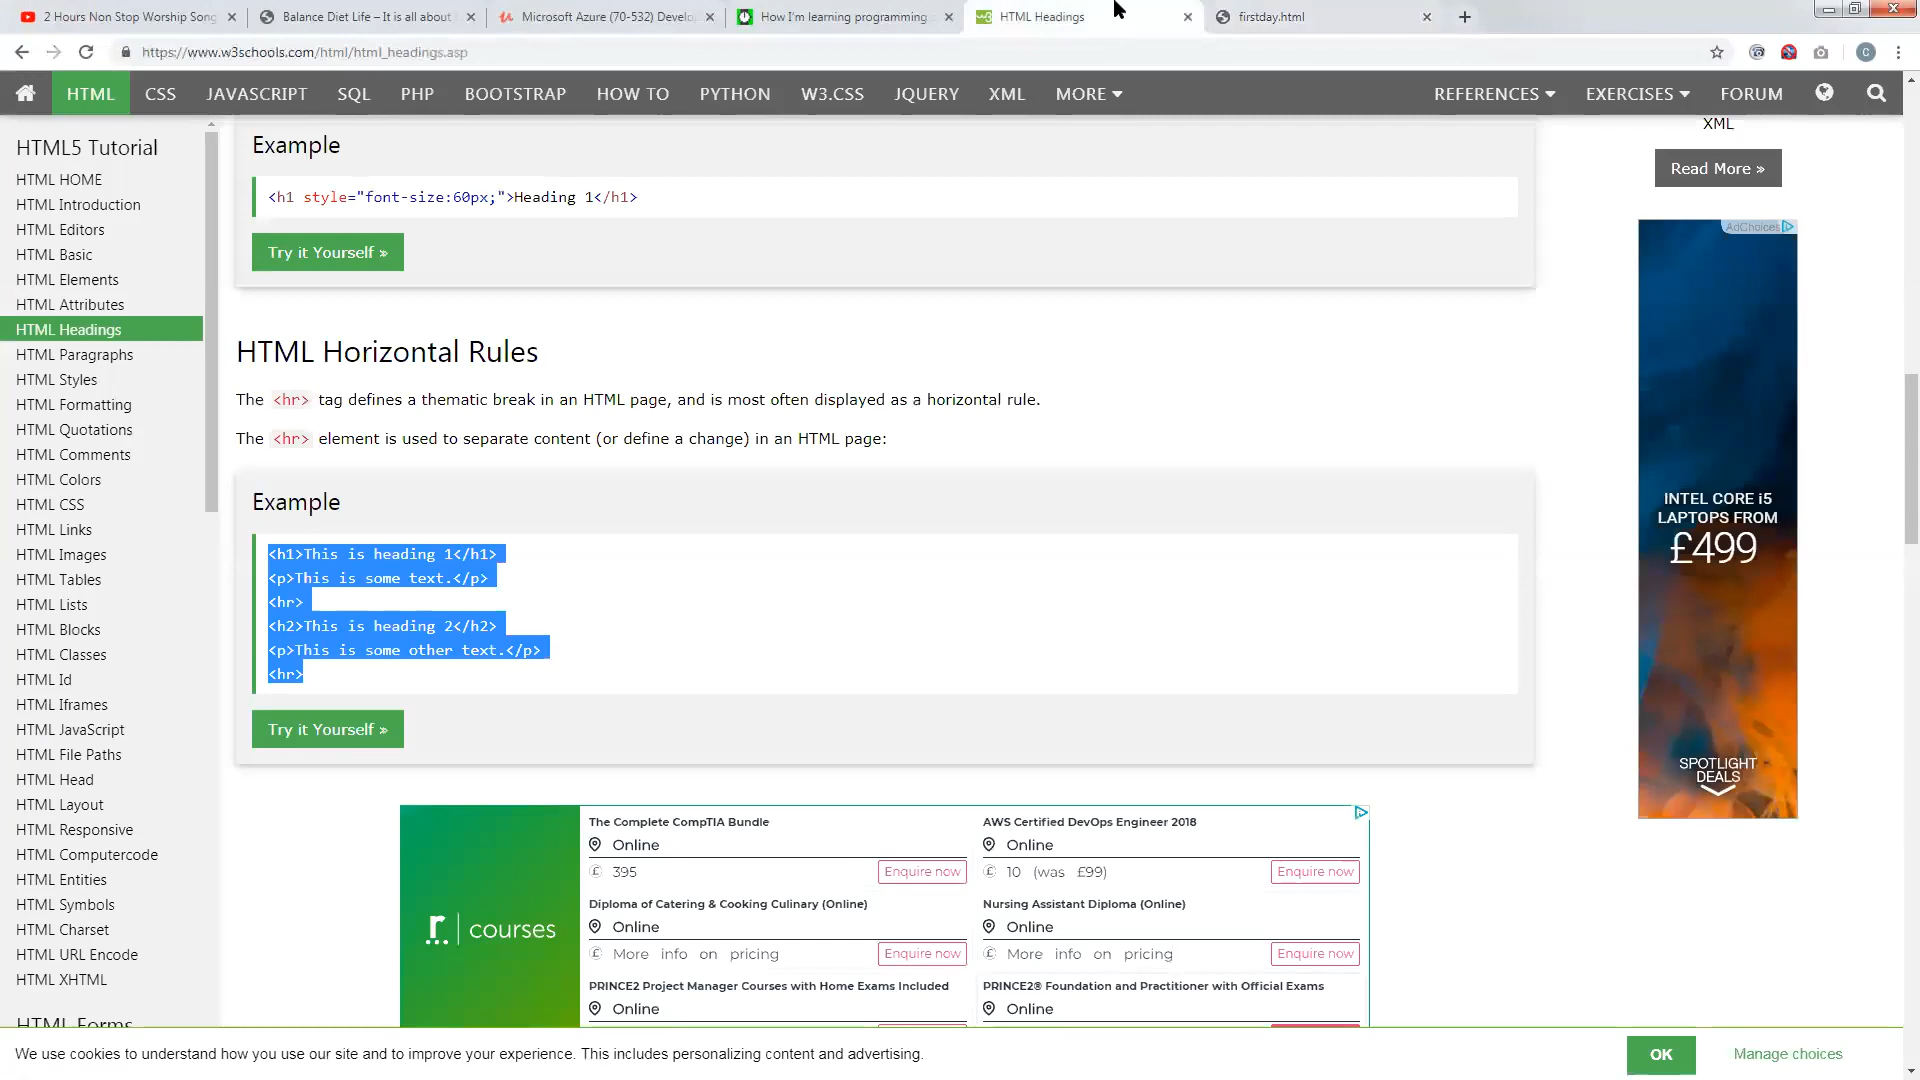 2 Hours Non Stop Worship Song
Balance Diet Life – It is all about
Microsoft Azure (70-532) Develo
How I'm learning programming
HTML Headings
firstday.html
https://www.w3schools.com/html/html_headings.asp
C
HTML CSS JAVASCRIPT SQL PHP BOOTSTRAP HOW TO PYTHON W3.CSS JQUERY XML MORE REFERENCES EXERCISES FORUM
HTML5 Tutorial
HTML HOME
HTML Introduction
HTML Editors
HTML Basic
HTML Elements
HTML Attributes
HTML Headings
HTML Paragraphs
HTML Styles
HTML Formatting
HTML Quotations
HTML Comments
HTML Colors
HTML CSS
HTML Links
HTML Images
HTML Tables
HTML Lists
HTML Blocks
HTML Classes
HTML Id
HTML Iframes
HTML JavaScript
HTML File Paths
HTML Head
HTML Layout
HTML Responsive
HTML Computercode
HTML Entities
HTML Symbols
HTML Charset
HTML URL Encode
HTML XHTML
HTML Forms
Example
<h1 style="font-size:60px;">Heading 1</h1>
Try it Yourself »
HTML Horizontal Rules
The <hr> tag defines a thematic break in an HTML page, and is most often displayed as a horizontal rule.
The <hr> element is used to separate content (or define a change) in an HTML page:
Example
<h1>This is heading 1</h1>
<p>This is some text.</p>
<hr>
<h2>This is heading 2</h2>
<p>This is some other text.</p>
<hr>
Try it Yourself »
r. | courses
The Complete CompTIA Bundle
Online
£ 395
Enquire now
AWS Certified DevOps Engineer 2018
Online
£ 10 (was £99)
Enquire now
Diploma of Catering & Cooking Culinary (Online)
Online
£ More info on pricing
Enquire now
Nursing Assistant Diploma (Online)
Online
£ More info on pricing
Enquire now
PRINCE2 Project Manager Courses with Home Exams Included
Online
PRINCE2® Foundation and Practitioner with Official Exams
Online
XML
Read More »
AdChoices
INTEL CORE i5
LAPTOPS FROM
£499
SPOTLIGHT
DEALS
We use cookies to understand how you use our site and to improve your experience. This includes personalizing content and advertising.
OK
Manage choices